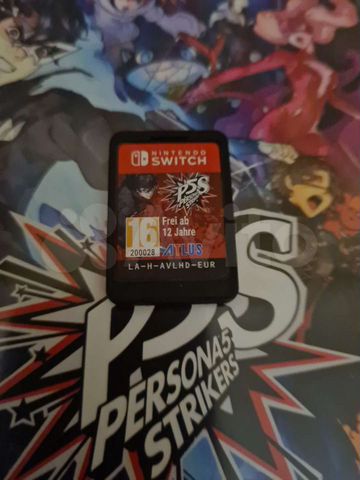 NINTENDO
SWITCH
P5S
16
200028
Frei ab
12 Jahre
ATLUS
LA-H-AVLHD-EUR
P5S
PERSONA5
STRIKERS